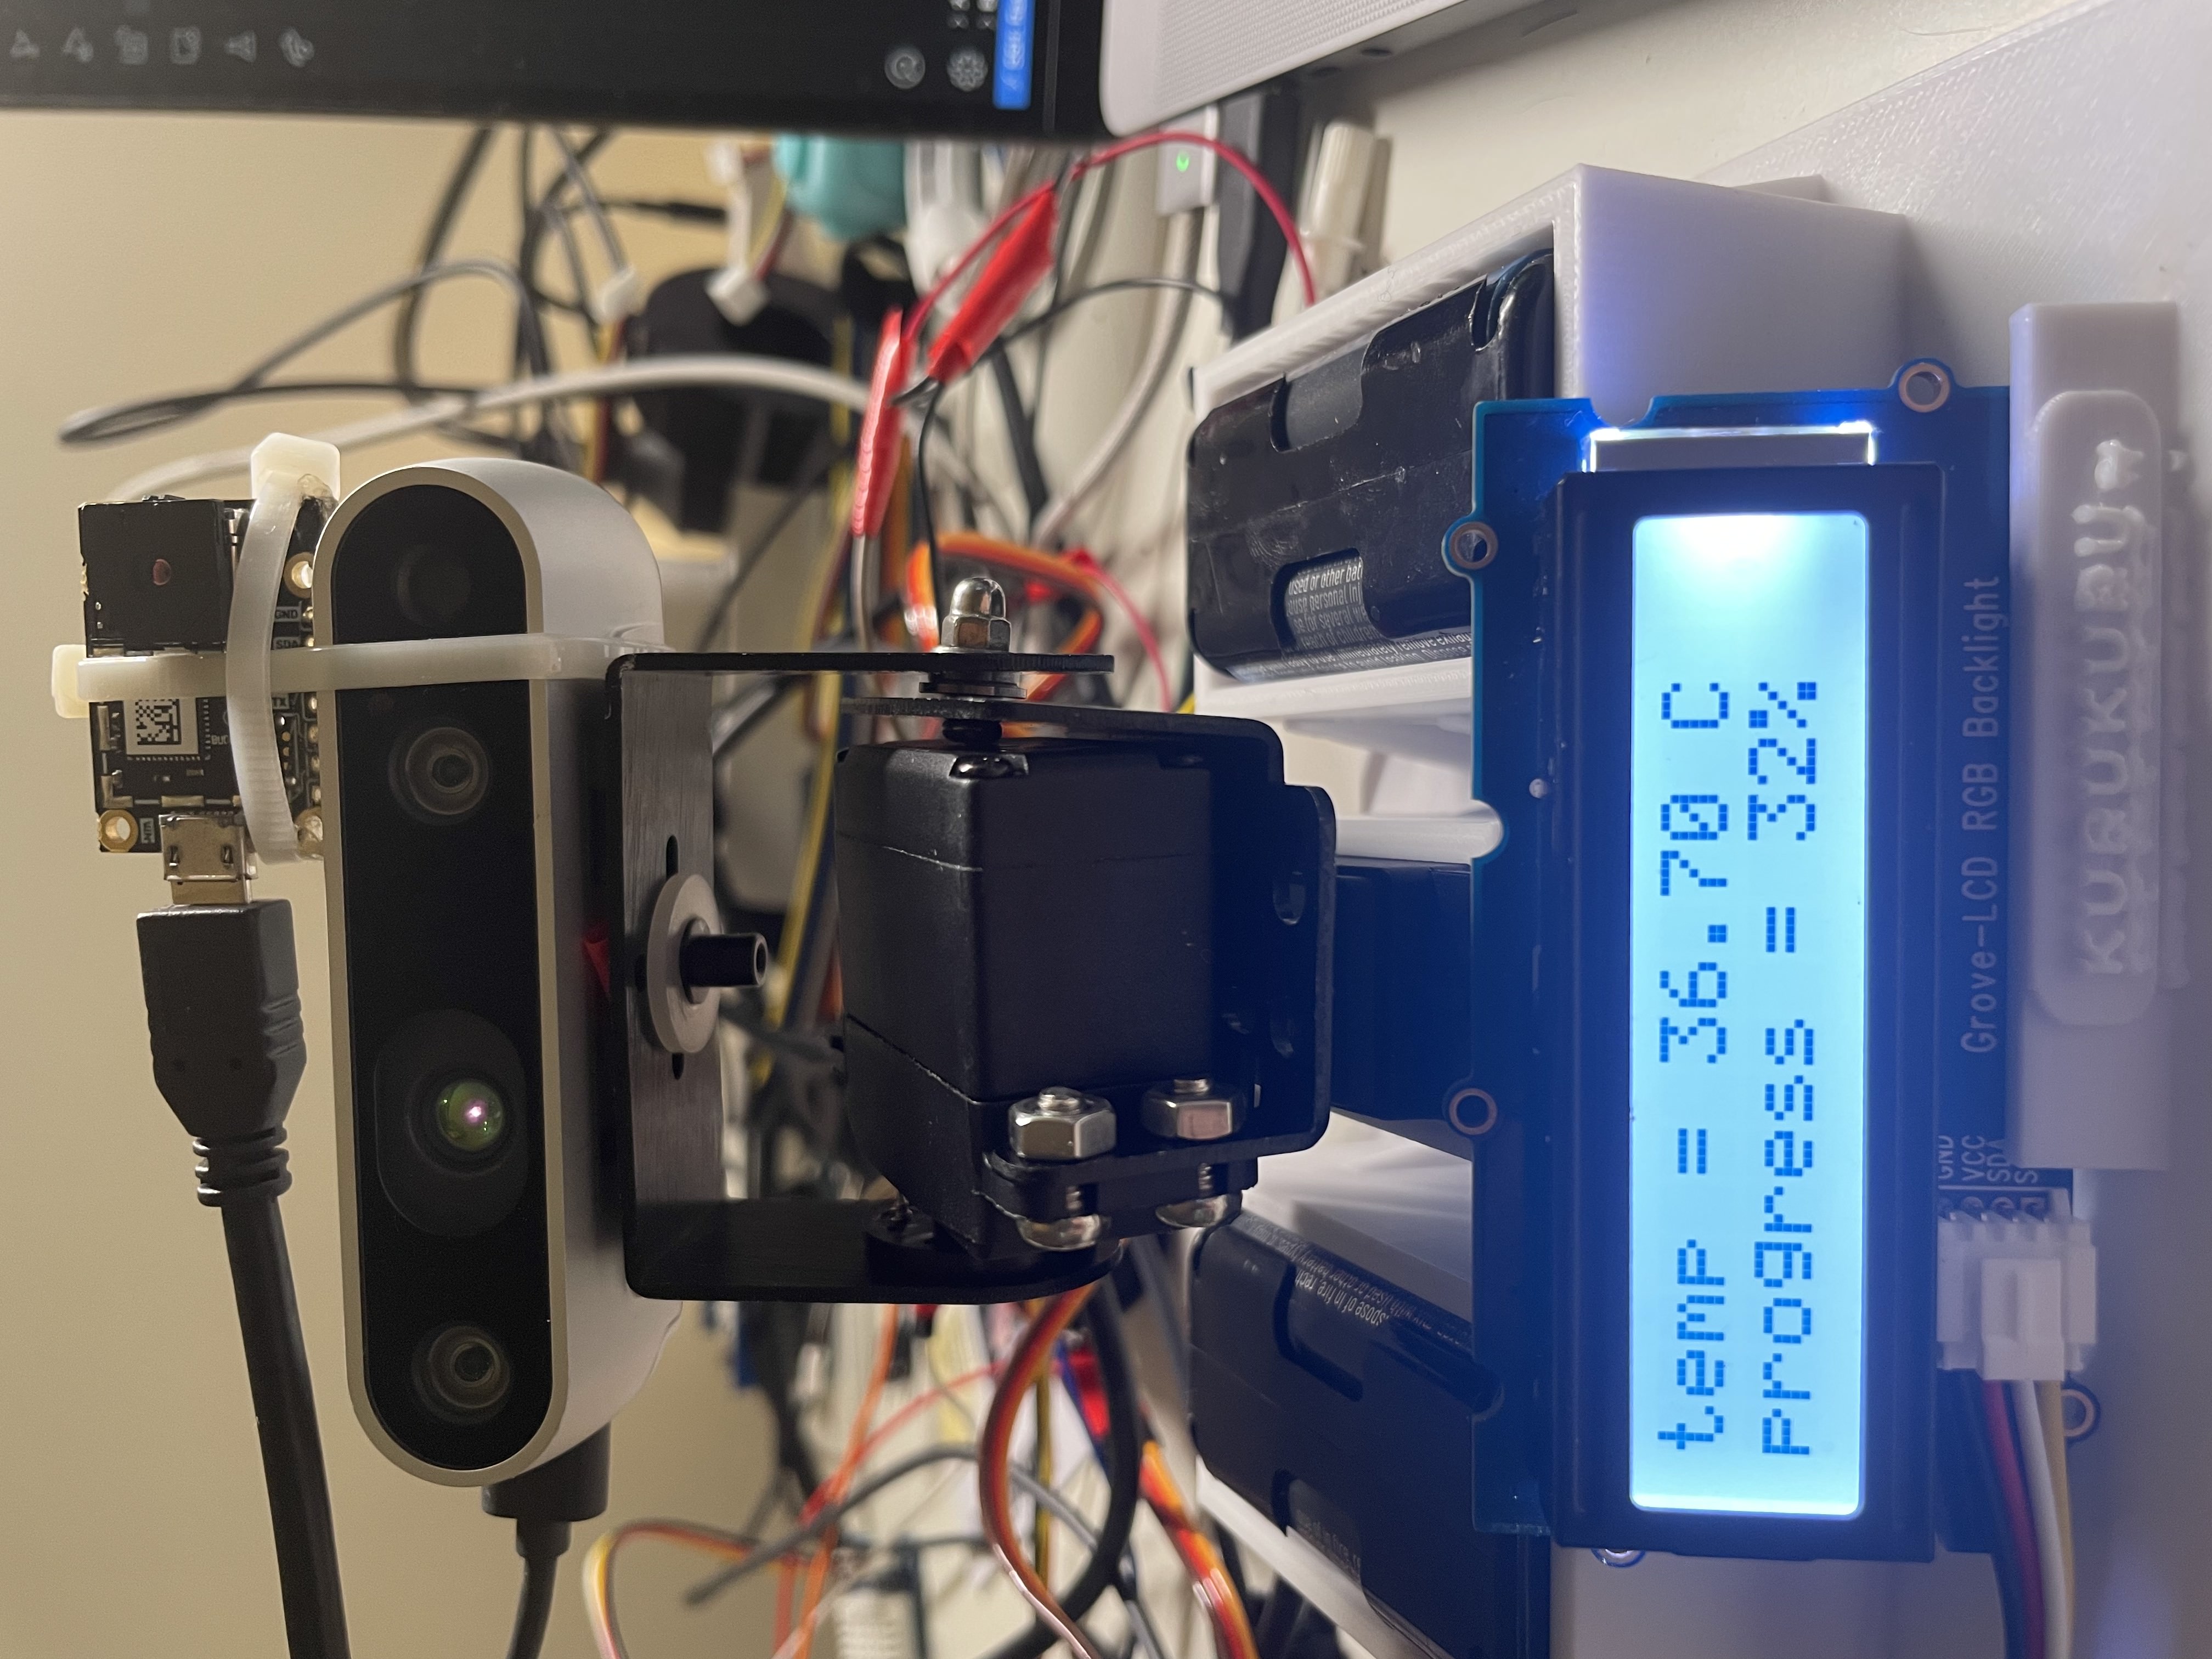 temp = 36.70 C
progress = 32%
GND
VCC
SDA
Grove-LCD RGB Backlight
KURUKURU